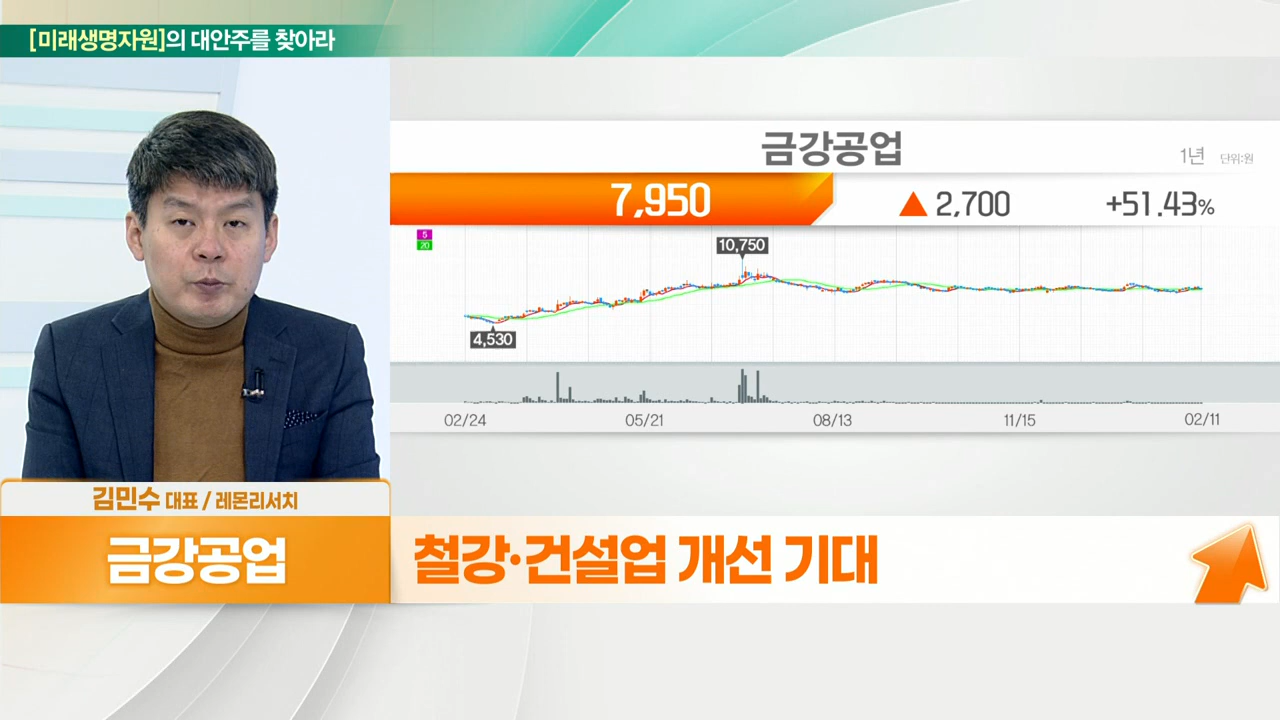 [미래생명자원]의 대안주를 찾아라
금강공업
1년 단위:원
7,950 ▲ 2,700 +51.43%
5
20
10,750
4,530
02/24 05/21 08/13 11/15 02/11
김민수 대표 / 레몬리서치
금강공업
철강·건설업 개선 기대